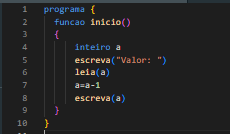 1 programa {
2 funcao inicio()
3 {
4 inteiro a
5 escreva("Valor: ")
6 leia(a)
7 a=a-1
8 escreva(a)
9 }
10 }